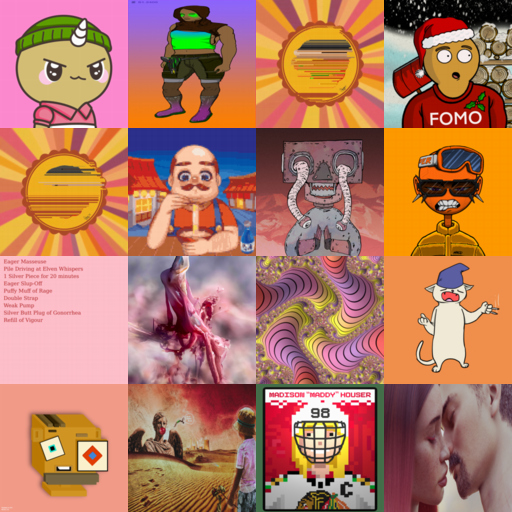 FOMO
Eager Masseuse
Pile Driving at Elven Whispers
1 Silver Piece for 20 minutes
Eager Slap-Off
Puffy Muff of Rage
Double Strap
Weak Pump
Silver Butt Plug of Gonorrhea
Refill of Vigour
MADISON "MADDY" HOUSER
98
C